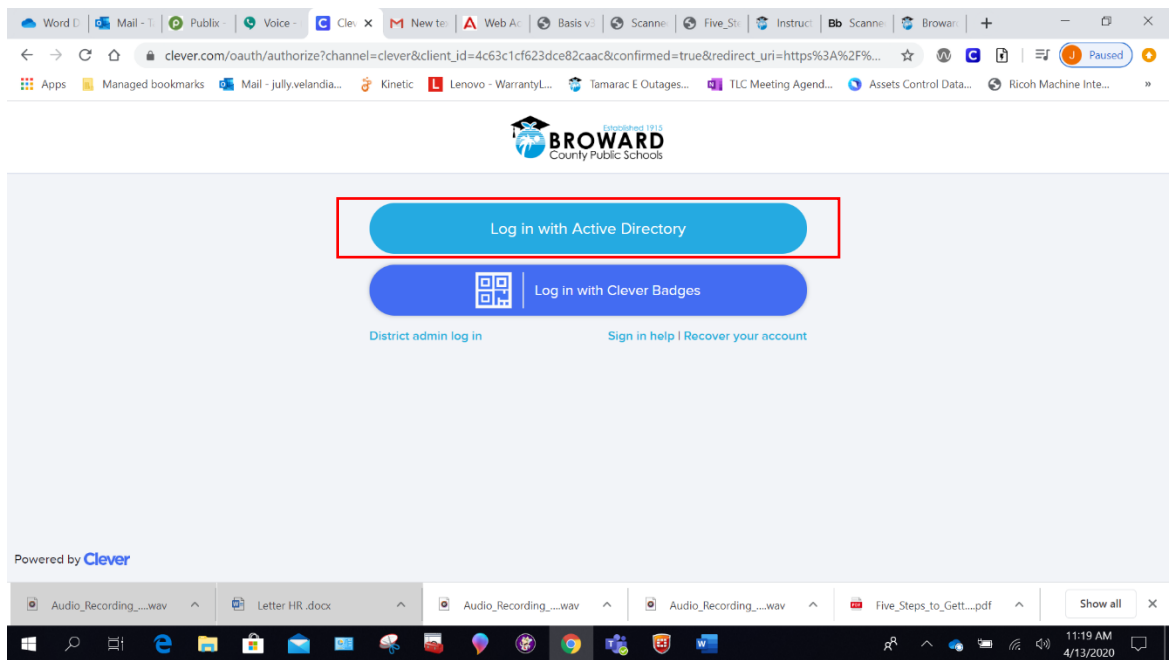 Word D Mail - T Publix - Voice - Clev New te Web Ac Basis v3 Scanne Five_St Instruct Bb Scanne Browar
clever.com/oauth/authorize?channel=clever&client_id=4c63c1cf623dce82caac&confirmed=true&redirect_uri=https%3A%2F%... Paused
Apps Managed bookmarks Mail - jully.velandia... Kinetic Lenovo - WarrantyL... Tamarac E Outages... TLC Meeting Agend... Assets Control Data... Ricoh Machine Inte... »
Established 1915
BROWARD
County Public Schools
Log in with Active Directory
Log in with Clever Badges
District admin log in Sign in help | Recover your account
Powered by Clever
Audio_Recording_....wav Letter HR .docx Audio_Recording_....wav Audio_Recording_....wav Five_Steps_to_Gett....pdf Show all
11:19 AM
4/13/2020